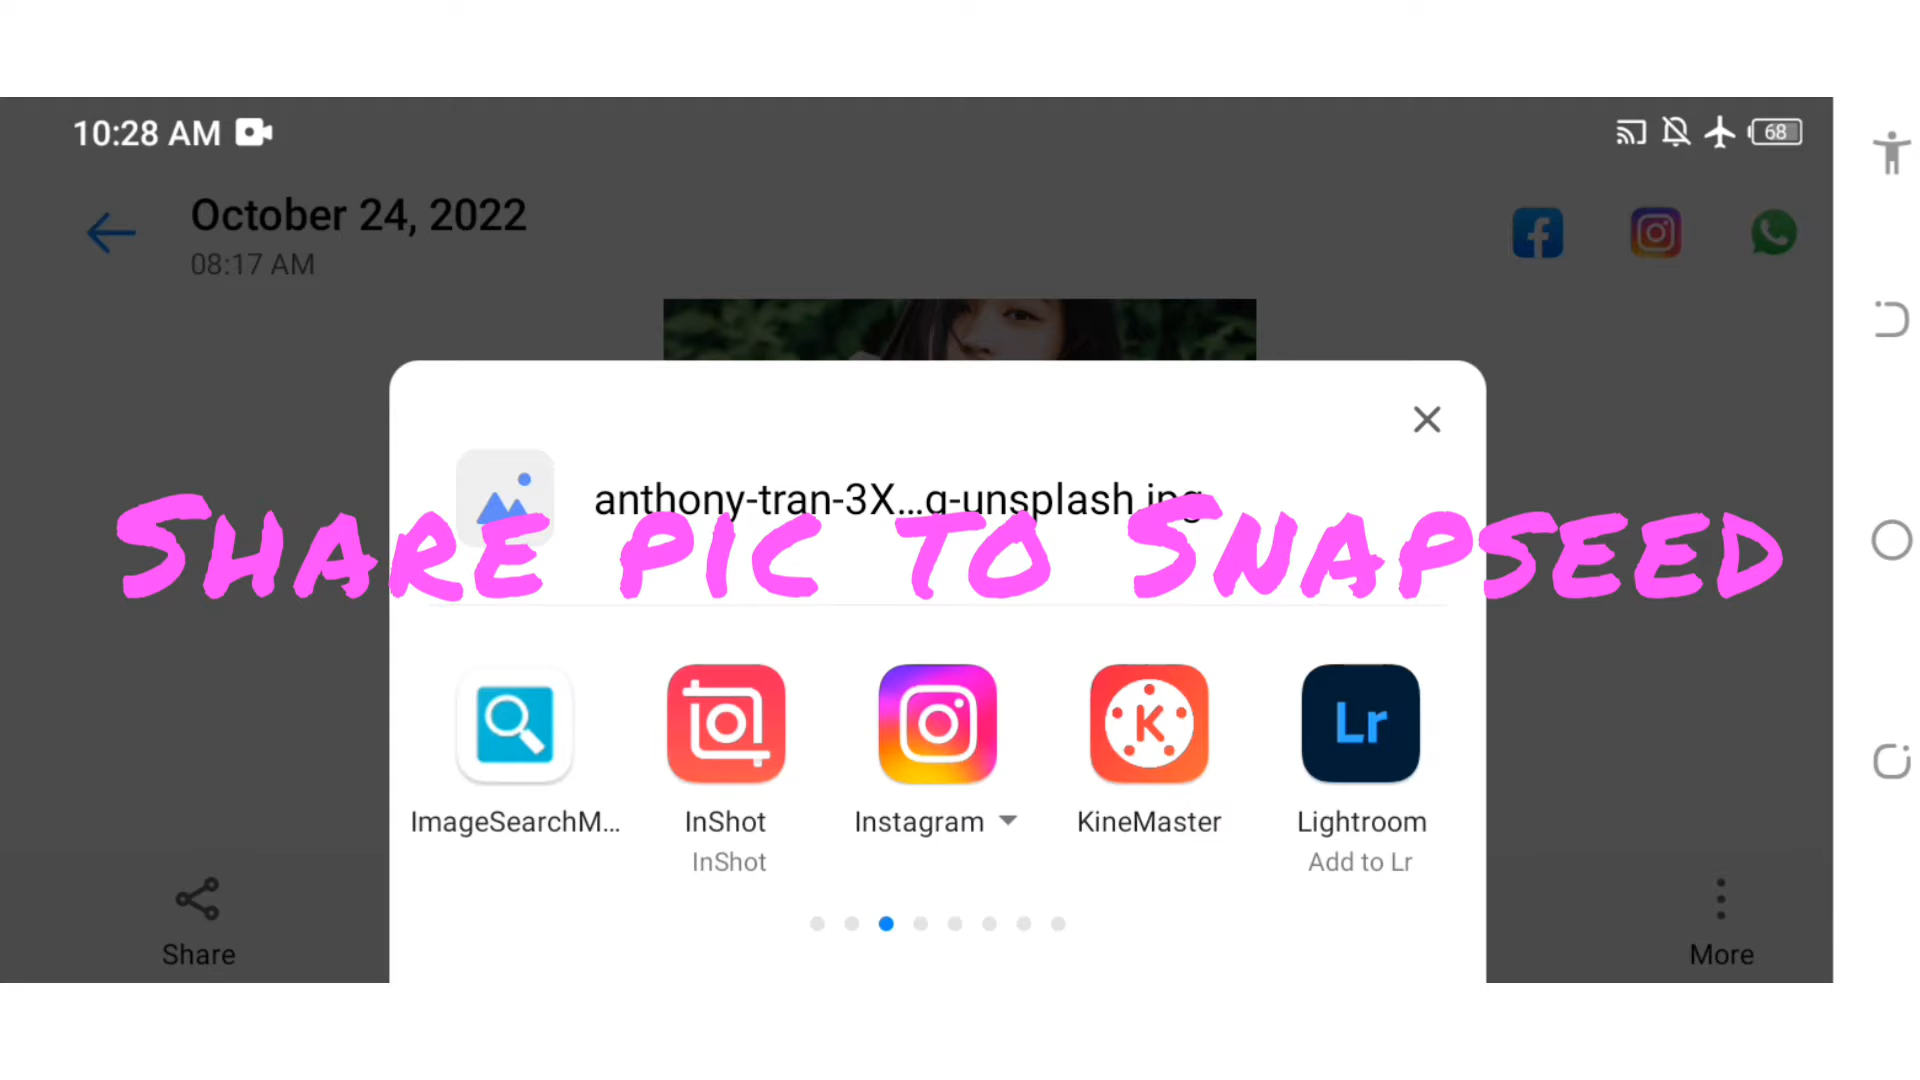 10:28 AM
68
October 24, 2022
08:17 AM
anthony-tran-3X...g-unsplash.jpg
Share pic to Snapseed
K
Lr
ImageSearchM...
InShot
Instagram
KineMaster
Lightroom
InShot
Add to Lr
Share
More